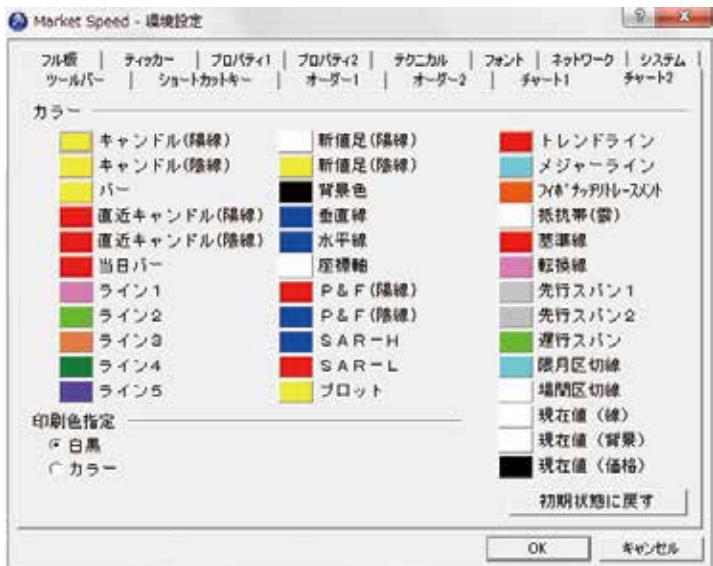 Market Speed - 環境設定
フル板 ティッカー プロパティ1 プロパティ2 テクニカル フォント ネットワーク システム
ツールバー ショートカットキー オーダー1 オーダー2 チャート1 チャート2
カラー
キャンドル(陽線) 新値足(陽線) トレンドライン
キャンドル(陰線) 新値足(陰線) メジャーライン
バー 背景色 フィボナッチリトレースメント
直近キャンドル(陽線) 垂直線 抵抗帯(雲)
直近キャンドル(陰線) 水平線 基準線
当日バー 座標軸 転換線
ライン1 P&F(陽線) 先行スパン1
ライン2 P&F(陰線) 先行スパン2
ライン3 SAR-H 遅行スパン
ライン4 SAR-L 限月区切線
ライン5 プロット 場間区切線
印刷色指定 現在値(線)
白黒 現在値(背景)
カラー 現在値(価格)
初期状態に戻す
OK キャンセル